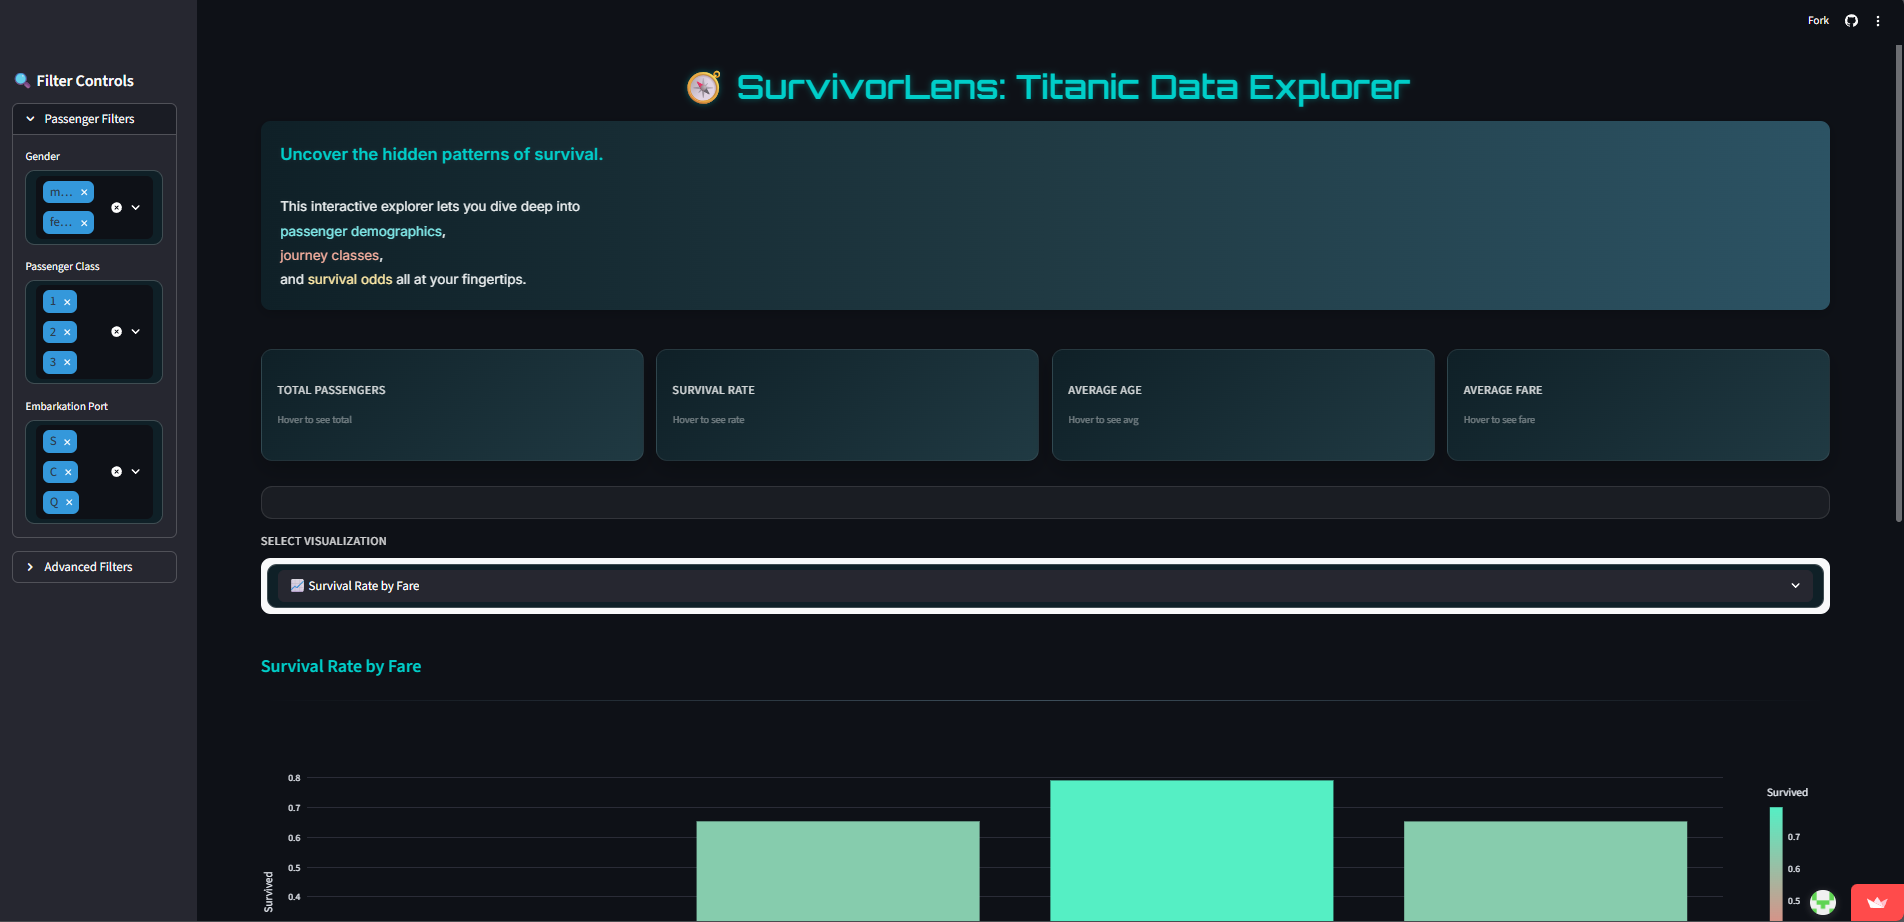 Fork
Filter Controls
Passenger Filters
Gender
m...
fe...
Passenger Class
1
2
3
Embarkation Port
S
C
Q
Advanced Filters
SurvivorLens: Titanic Data Explorer
Uncover the hidden patterns of survival.
This interactive explorer lets you dive deep into
passenger demographics,
journey classes,
and survival odds all at your fingertips.
TOTAL PASSENGERS
Hover to see total
SURVIVAL RATE
Hover to see rate
AVERAGE AGE
Hover to see avg
AVERAGE FARE
Hover to see fare
SELECT VISUALIZATION
Survival Rate by Fare
Survival Rate by Fare
0.8
0.7
0.6
0.5
0.4
Survived
Survived
0.7
0.6
0.5